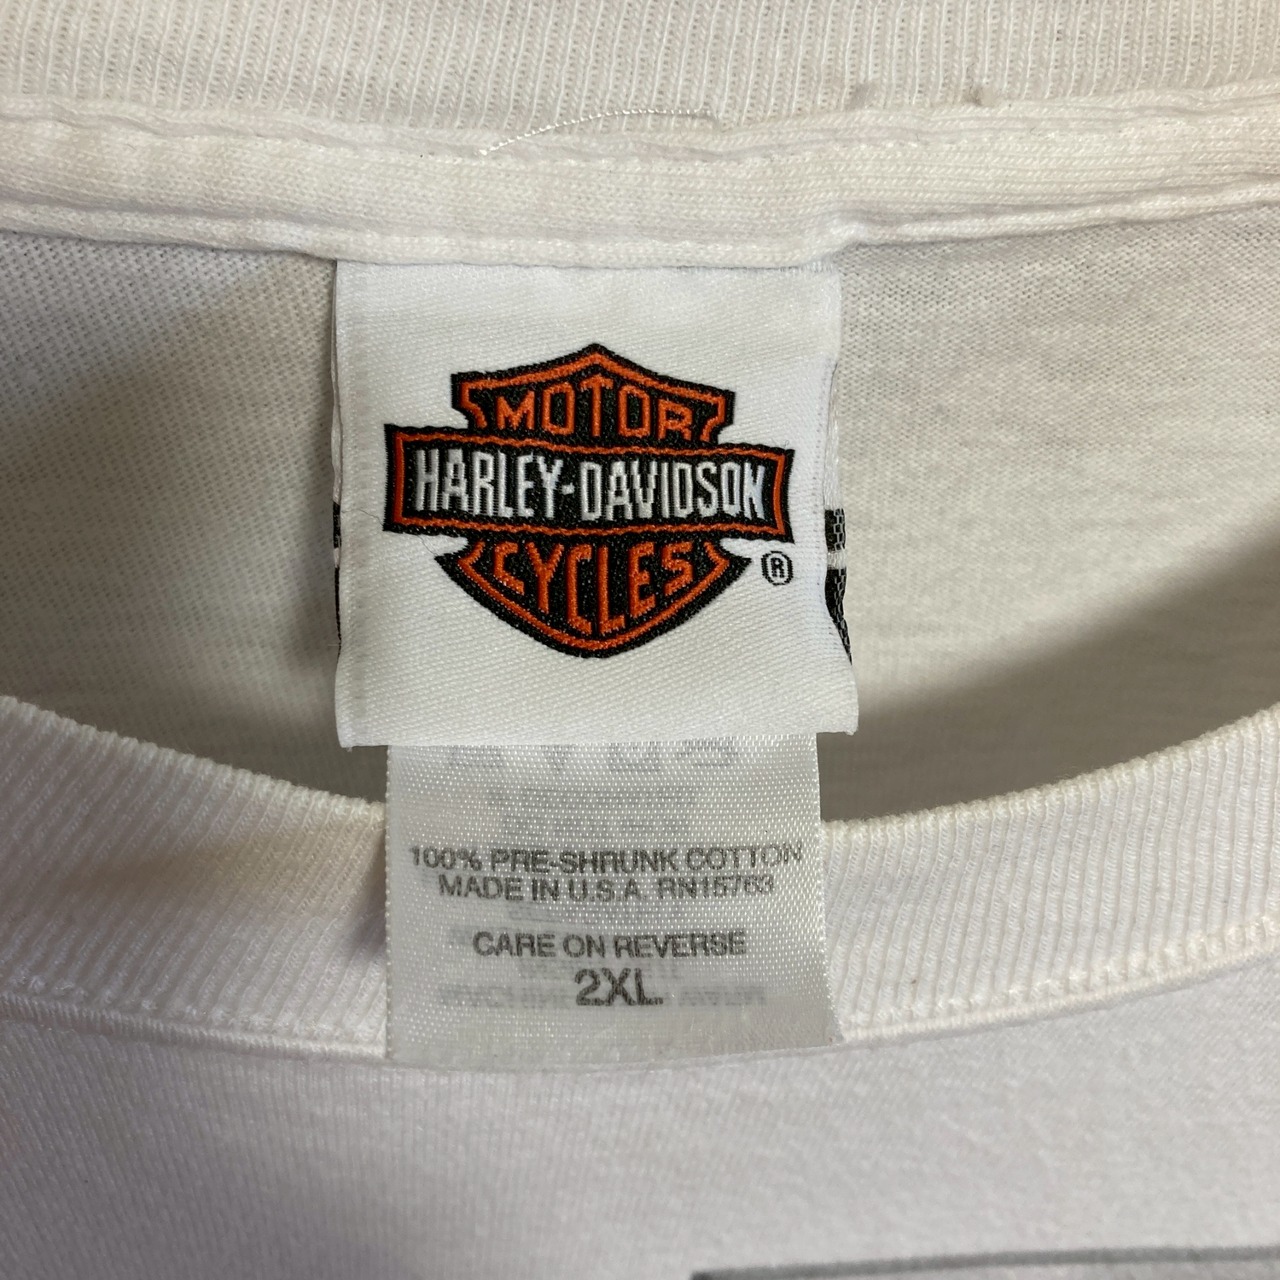 MOTOR
HARLEY-DAVIDSON
CYCLES
®
100% PRE-SHRUNK COTTON
MADE IN U.S.A. RN15763
CARE ON REVERSE
2XL